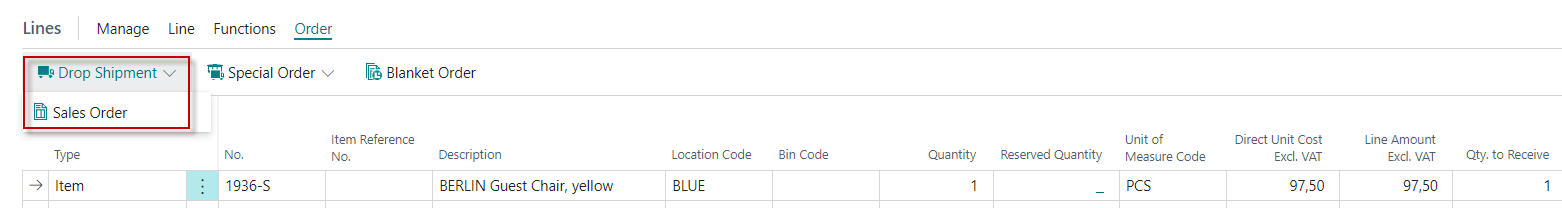 Lines Manage Line Functions Order
Drop Shipment Special Order Blanket Order
Sales Order
Type No. Item Reference No. Description Location Code Bin Code Quantity Reserved Quantity Unit of Measure Code Direct Unit Cost Excl. VAT Line Amount Excl. VAT Qty. to Receive
Item 1936-S BERLIN Guest Chair, yellow BLUE 1 _ PCS 97,50 97,50 1